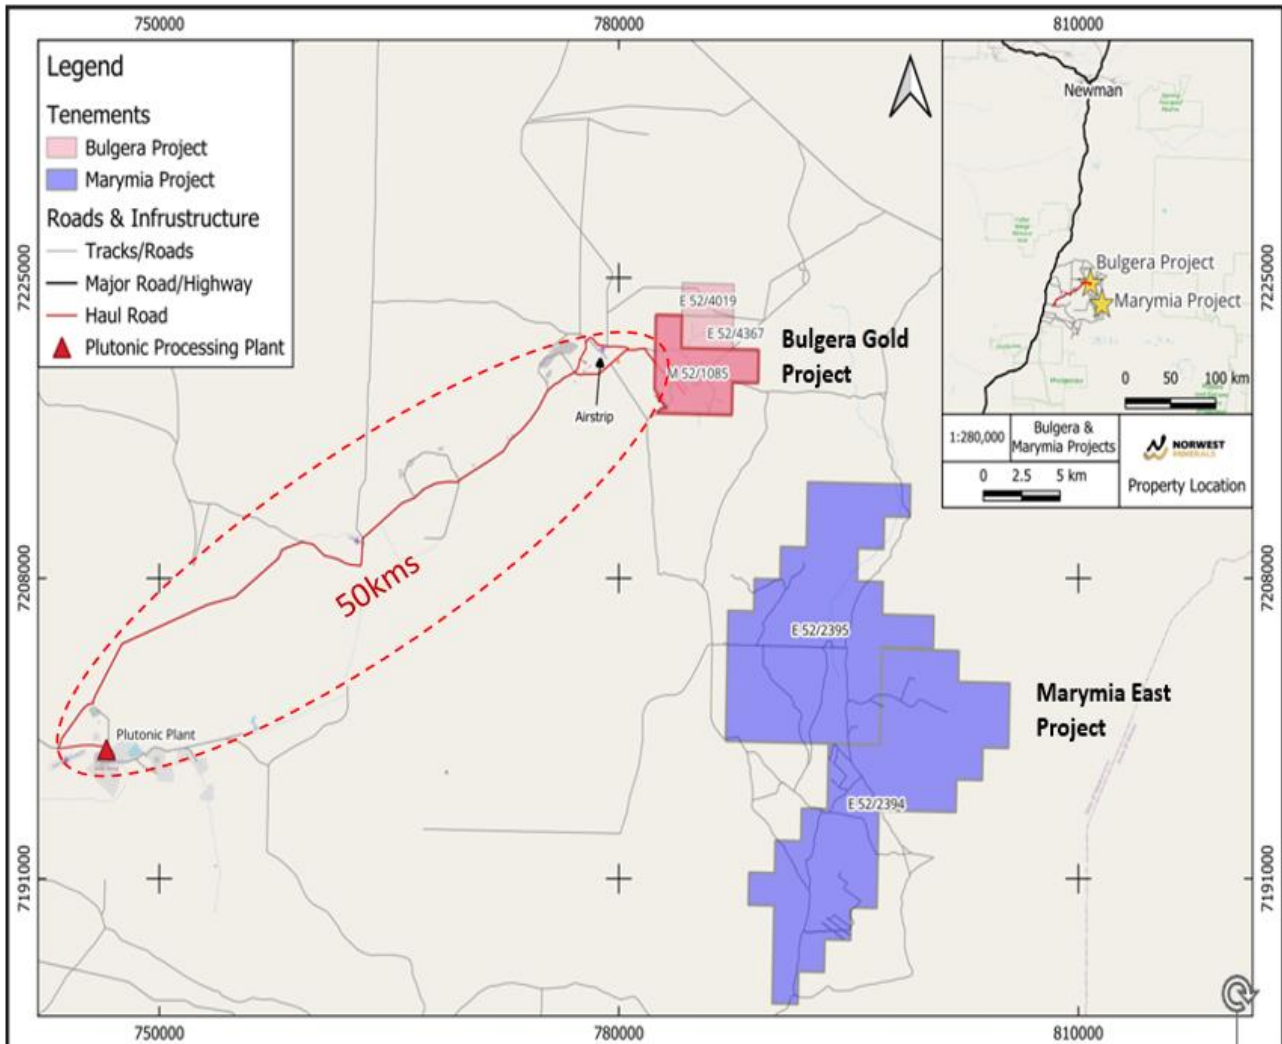 750000
780000
810000
Legend
Tenements
Bulgera Project
Marymia Project
Roads & Infrustructure
Tracks/Roads
Major Road/Highway
Haul Road
Plutonic Processing Plant
7225000
7208000
7191000
E 52/4019
E 52/4367
M 52/1085
Bulgera Gold
Project
Airstrip
50kms
Plutonic Plant
E 52/2395
E 52/2394
Marymia East
Project
Newman
Bulgera Project
Marymia Project
0 50 100 km
1:280,000
Bulgera &
Marymia Projects
0 2.5 5 km
NORWEST
MINERALS
Property Location
7225000
7208000
7191000
750000
780000
810000